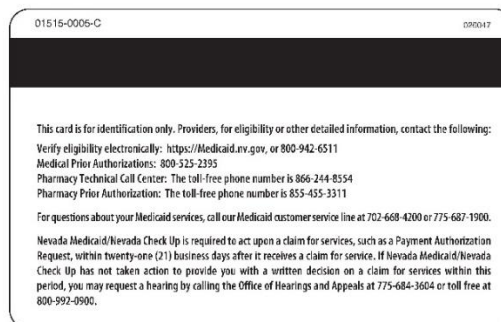 01515-0005-C 020047
This card is for identification only. Providers, for eligibility or other detailed information, contact the following:
Verify eligibility electronically: https://Medicaid.nv.gov, or 800-942-6511
Medical Prior Authorizations: 800-525-2395
Pharmacy Technical Call Center: The toll-free phone number is 866-244-8554
Pharmacy Prior Authorization: The toll-free phone number is 855-455-3311
For questions about your Medicaid services, call our Medicaid customer service line at 702-668-4200 or 775-687-1900.
Nevada Medicaid/Nevada Check Up is required to act upon a claim for services, such as a Payment Authorization
Request, within twenty-one (21) business days after it receives a claim for service. If Nevada Medicaid/Nevada
Check Up has not taken action to provide you with a written decision on a claim for services within this
period, you may request a hearing by calling the Office of Hearings and Appeals at 775-684-3604 or toll free at
800-992-0900.